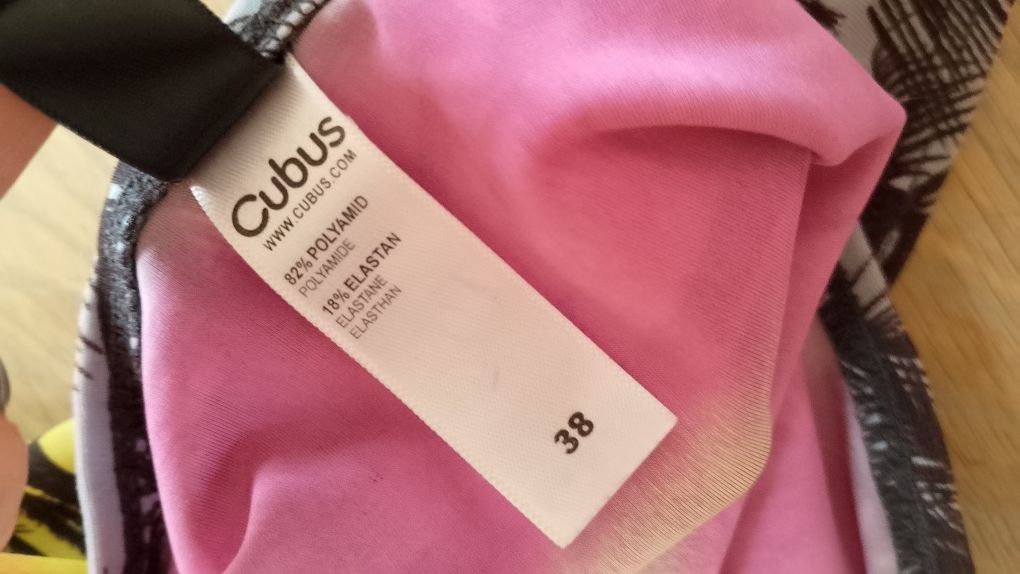 Cubus
WWW.CUBUS.COM
82% POLYAMID
POLYAMIDE
18% ELASTAN
ELASTANE
ELASTHAN
38